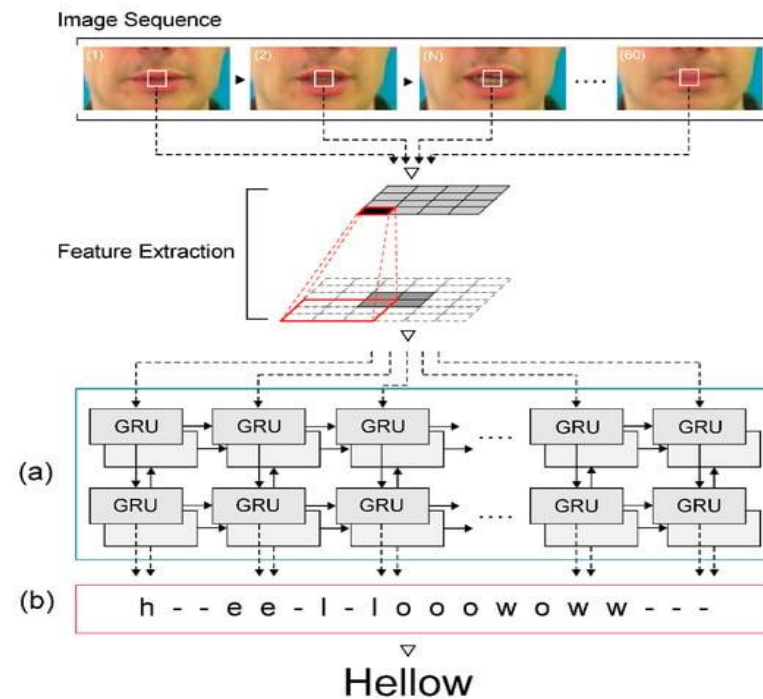 Image Sequence
(1) (2) (N) (60)
Feature Extraction
GRU GRU GRU GRU GRU
(a)
GRU GRU GRU GRU GRU
(b) h - - e e - l - l o o o w o w w - - -
Hellow